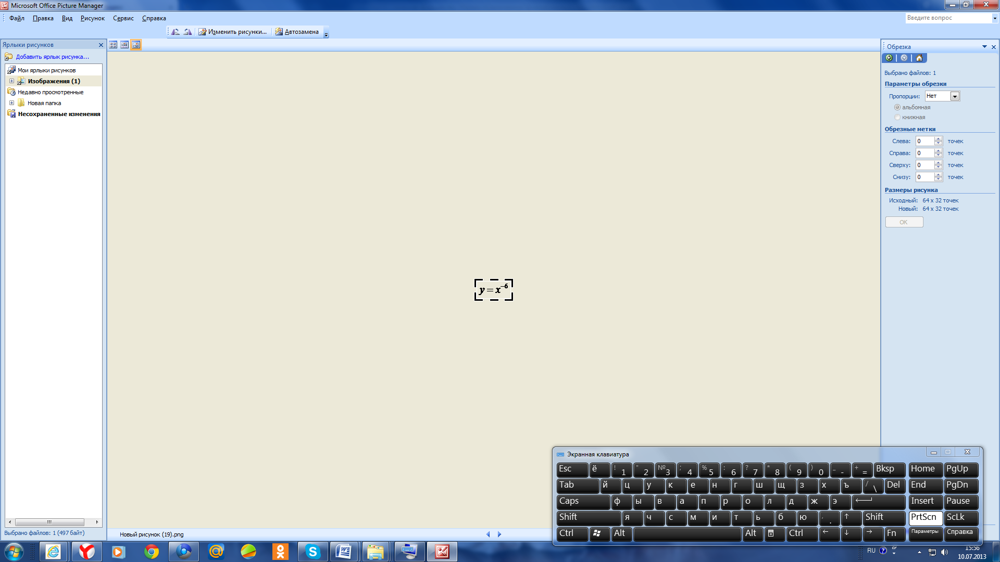 Microsoft Office Picture Manager
Файл Правка Вид Рисунок Сервис Справка
Введите вопрос
Изменить рисунки... Автозамена
Ярлыки рисунков
Добавить ярлык рисунка...
Мои ярлыки рисунков
Изображения (1)
Недавно просмотренные
Новая папка
Несохраненные изменения
Выбрано файлов: 1 (497 байт)
y = x⁻⁶
Новый рисунок (19).png
Обрезка
Выбрано файлов: 1
Параметры обрезки
Пропорции: Нет
альбомная
книжная
Обрезные метки
Слева: 0 точек
Справа: 0 точек
Сверху: 0 точек
Снизу: 0 точек
Размеры рисунка
Исходный: 64 x 32 точек
Новый: 64 x 32 точек
OK
Экранная клавиатура
Esc ё ! 1 " 2 № 3 ; 4 % 5 : 6 ? 7 * 8 ( 9 ) 0 _ - + = Bksp Home PgUp
Tab й ц у к е н г ш щ з х ъ / \ Del End PgDn
Caps ф ы в а п р о л д ж э Insert Pause
Shift я ч с м и т ь б ю , . ↑ Shift PrtScn ScLk
Ctrl Alt Alt Ctrl ← ↓ → Fn Параметры Справка
RU
15:56
10.07.2013